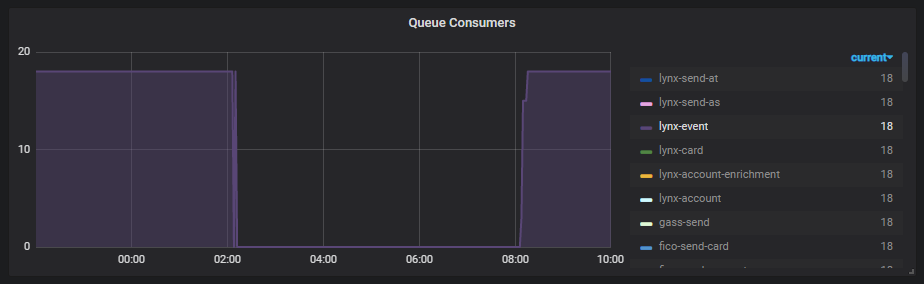 Queue Consumers
20
10
0
00:00 02:00 04:00 06:00 08:00 10:00
current
lynx-send-at 18
lynx-send-as 18
lynx-event 18
lynx-card 18
lynx-account-enrichment 18
lynx-account 18
gass-send 18
fico-send-card 18